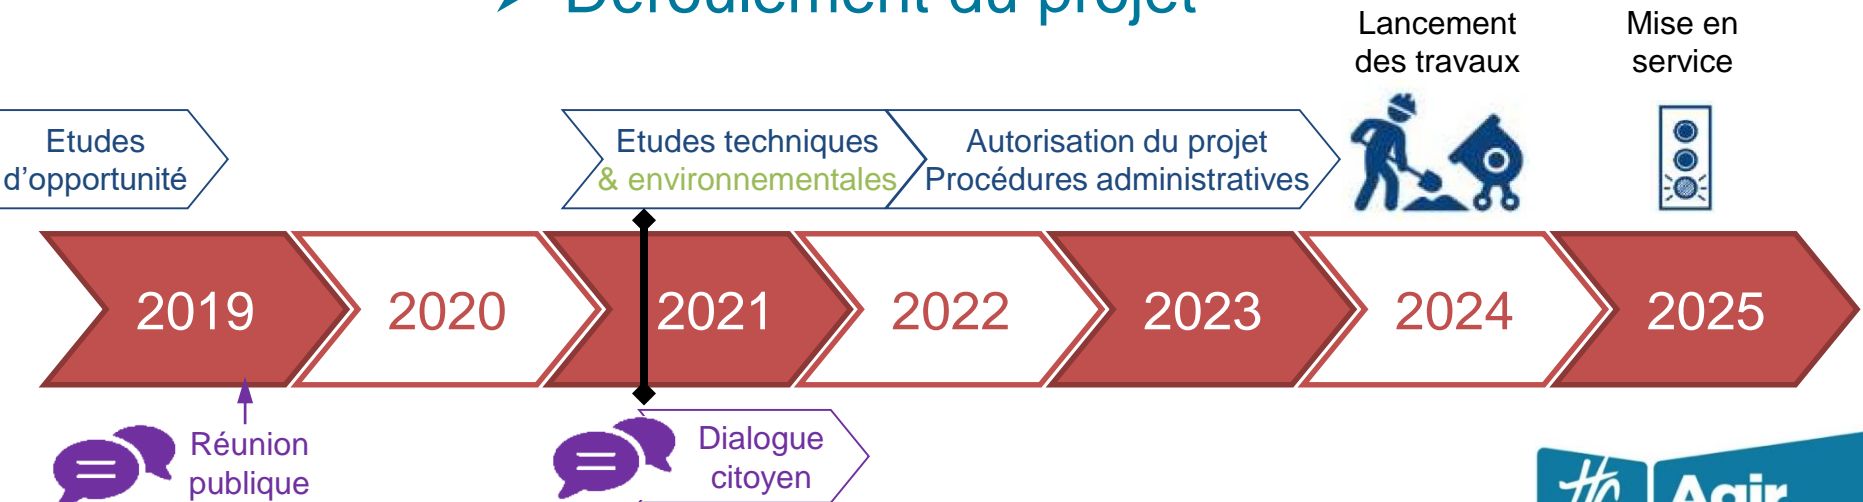 Déroulement du projet
Lancement
des travaux
Mise en
service
Etudes
d'opportunité
Etudes techniques
& environnementales
Autorisation du projet
Procédures administratives
2019
2020
2021
2022
2023
2024
2025
Réunion
publique
Dialogue
citoyen
Agir